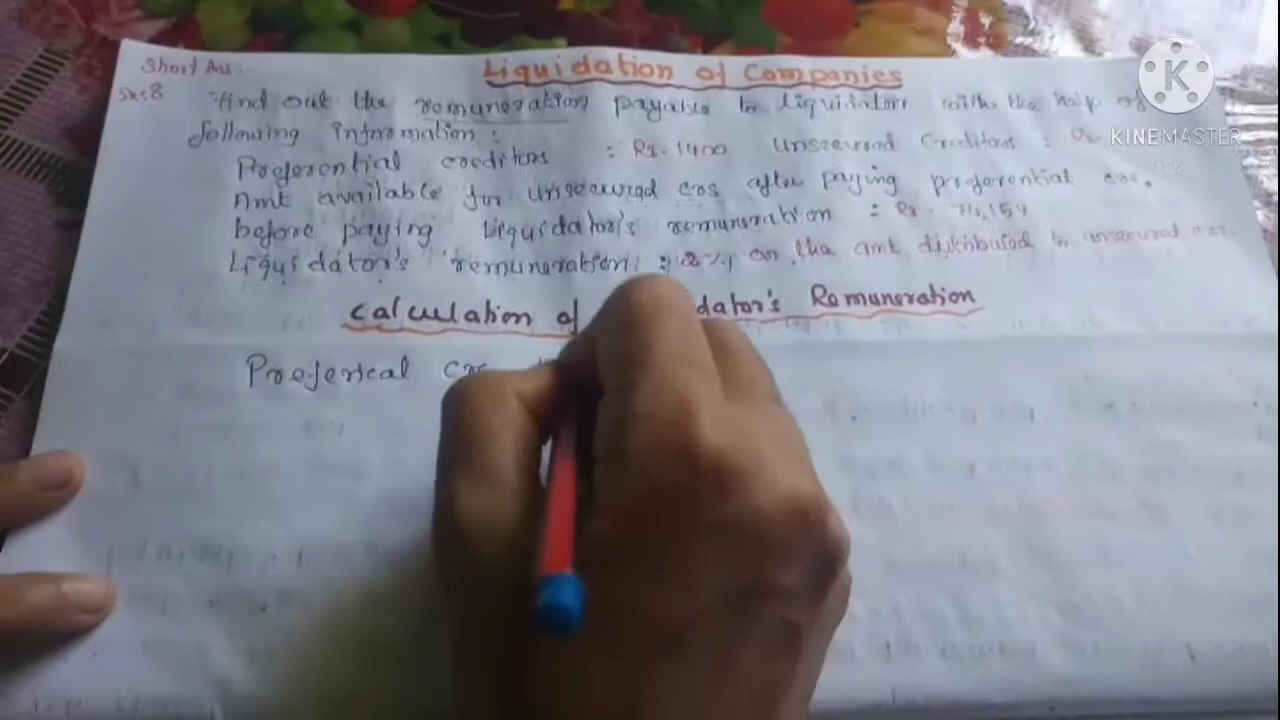 Short Ans:
Liquidation of Companies
Ex:8 Find out the remuneration payable to liquidator with the help of
following information:
Preferential creditors : Rs. 1400 Unsecured Creditors : Rs.
Amt available for unsecured crs after paying preferential crs.
before paying Liquidator's remuneration : Rs. 74,154
Liquidator's remuneration : 2% on the amt distributed to unsecured crs.
Calculation of dator's Remuneration
Preferical crs
K
KINEMASTER